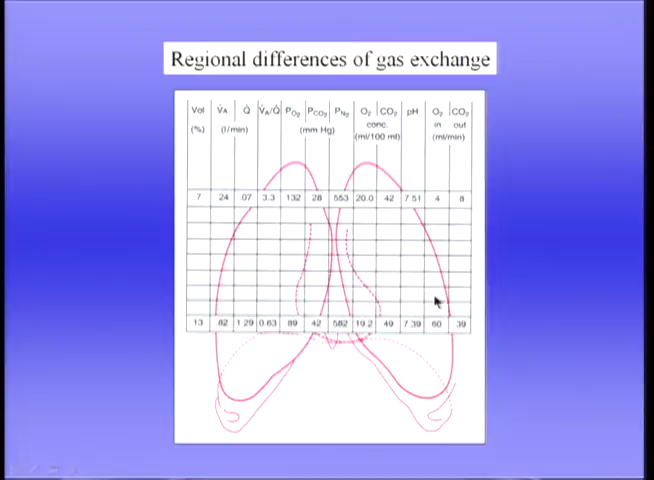 Regional differences of gas exchange
Vol V̇A Q̇ V̇A/Q̇ PO2 PCO2 PN2 O2 CO2 pH O2 CO2
conc. in out
(%) (l/min) (mm Hg) (ml/100 ml) (ml/min)
7 24 .07 3.3 132 28 553 20.0 42 7.51 4 8
13 .82 1.29 0.63 89 42 582 19.2 49 7.39 60 39